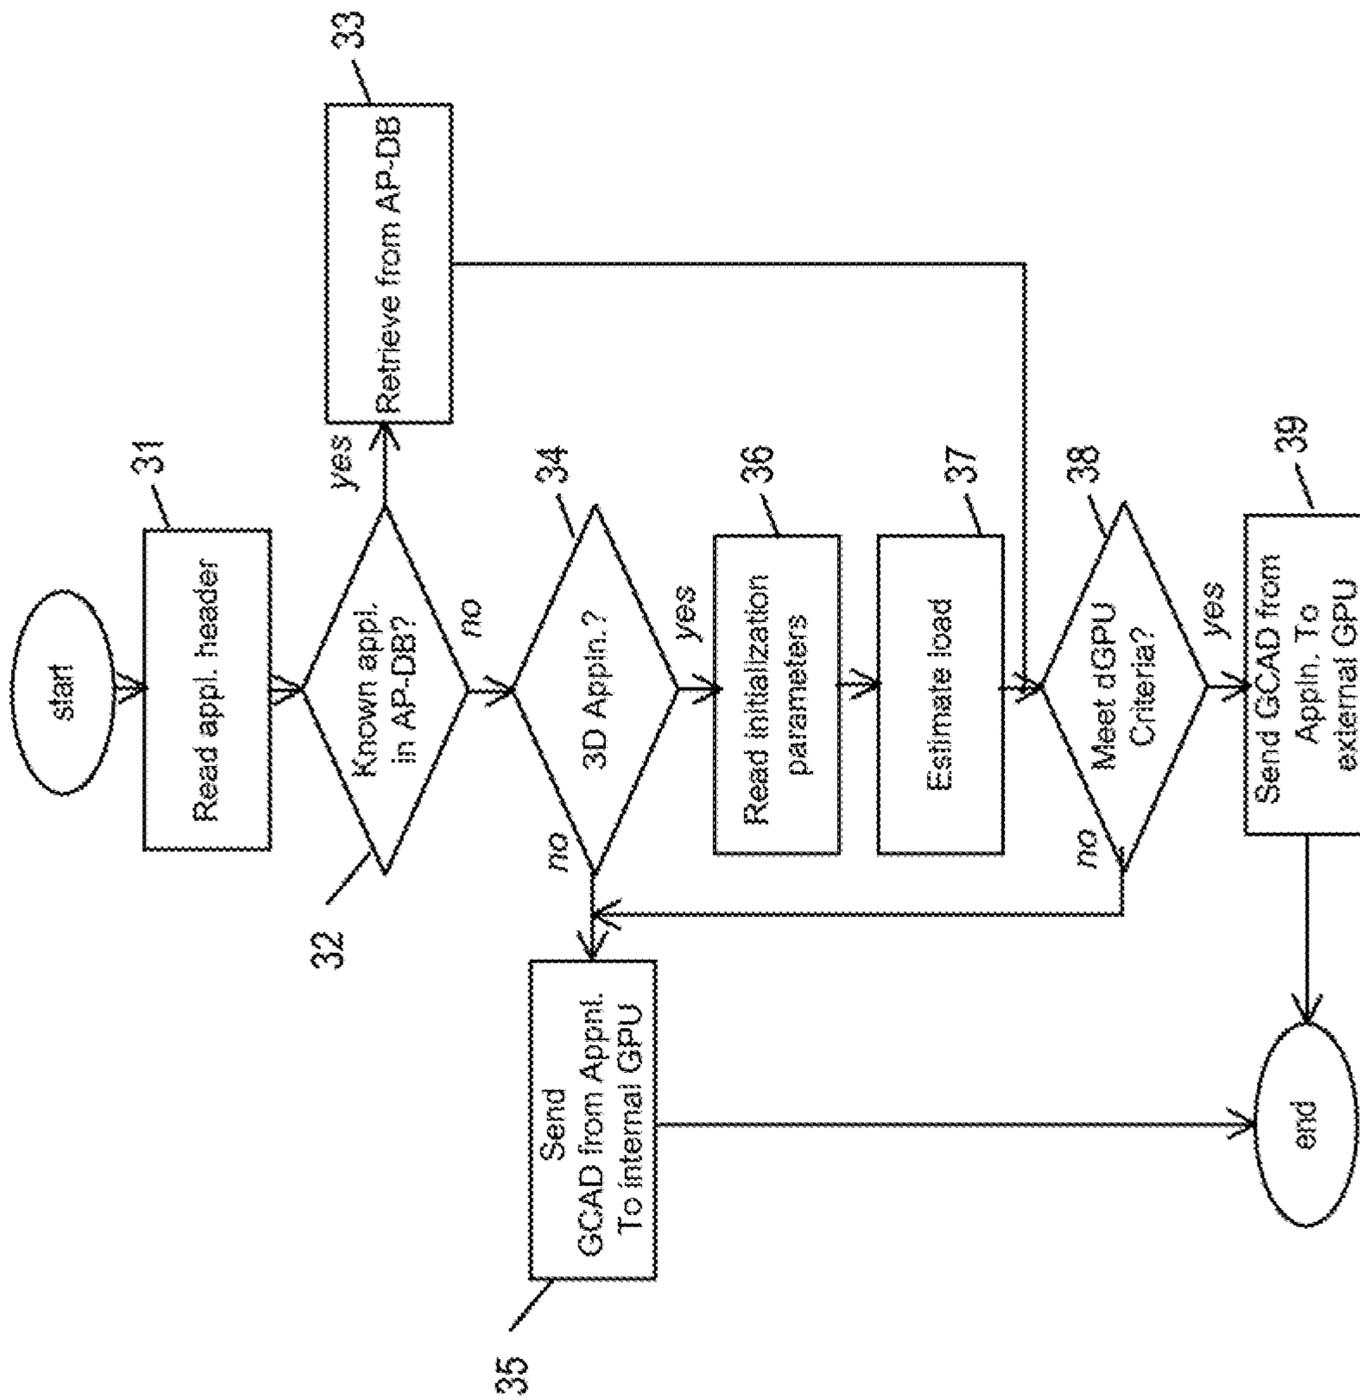 start
31
Read appl. header
32
Known appl.
in AP-DB?
yes
33
Retrieve from AP-DB
no
34
3D Appln.?
no
yes
35
Send
GCAD from Appnl.
To internal GPU
36
Read initialization
parameters
37
Estimate load
38
Meet dGPU
Criteria?
no
yes
39
Send GCAD from
Appln. To
external GPU
end